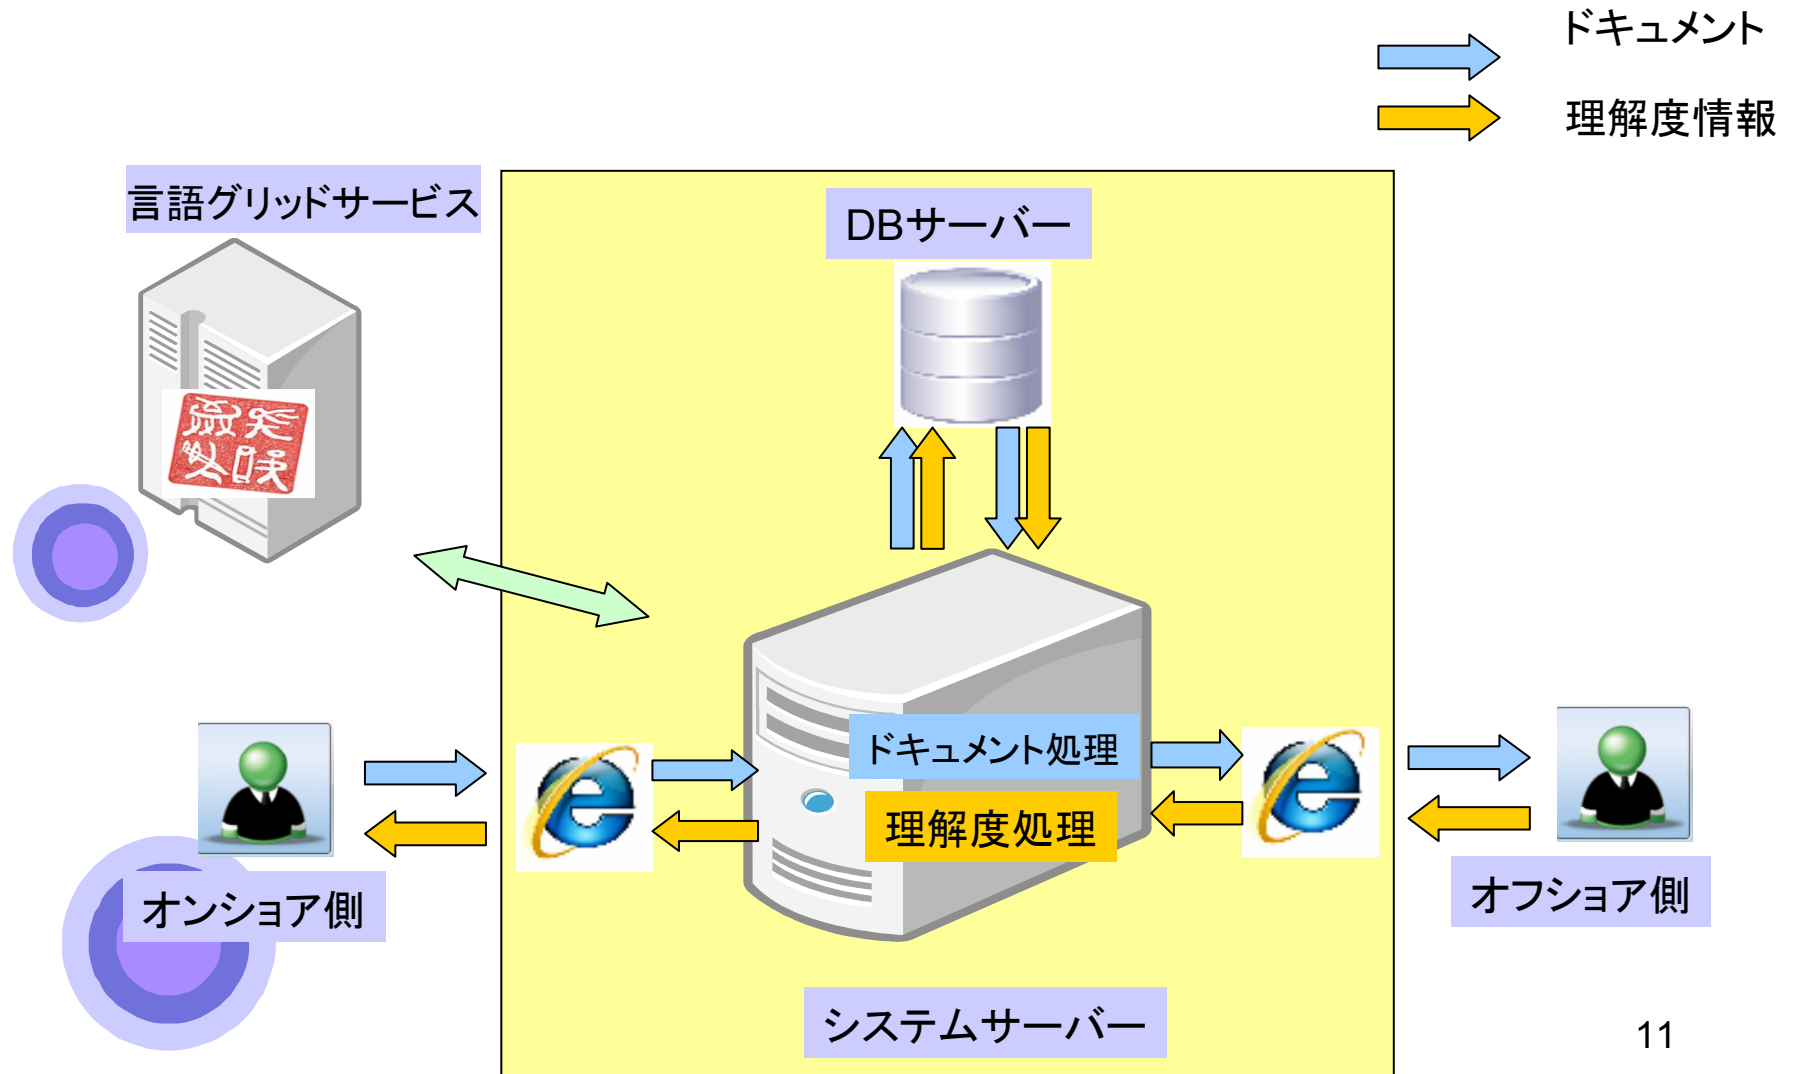 ドキュメント
理解度情報
言語グリッドサービス
DBサーバー
ドキュメント処理
理解度処理
オンショア側
オフショア側
システムサーバー
11